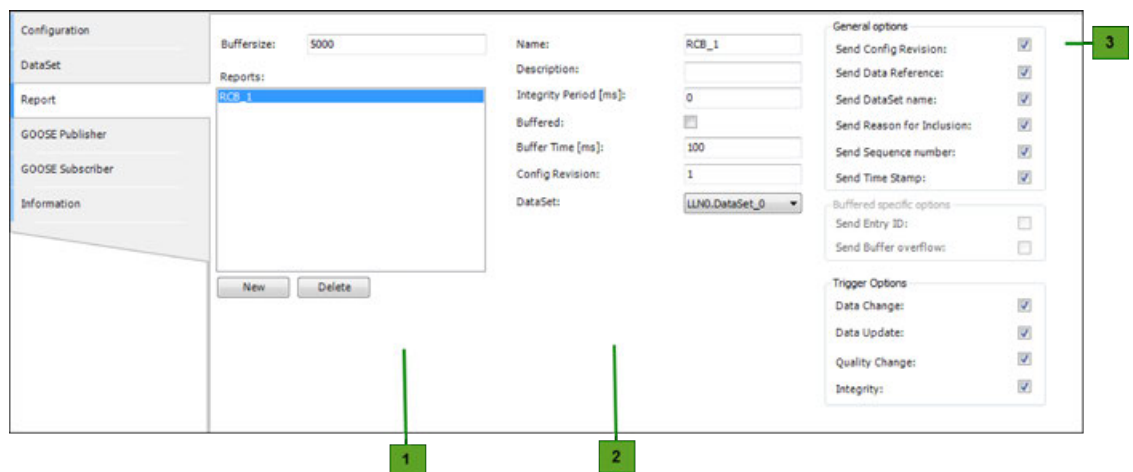 Configuration
DataSet
Report
GOOSE Publisher
GOOSE Subscriber
Information
Buffersize: 5000
Reports:
RCB_1
New Delete
Name: RCB_1
Description:
Integrity Period [ms]: 0
Buffered:
Buffer Time [ms]: 100
Config Revision: 1
DataSet: LLN0.DataSet_0
General options
Send Config Revision:
Send Data Reference:
Send DataSet name:
Send Reason for Inclusion:
Send Sequence number:
Send Time Stamp:
Buffered specific options
Send Entry ID:
Send Buffer overflow:
Trigger Options
Data Change:
Data Update:
Quality Change:
Integrity:
3
1
2